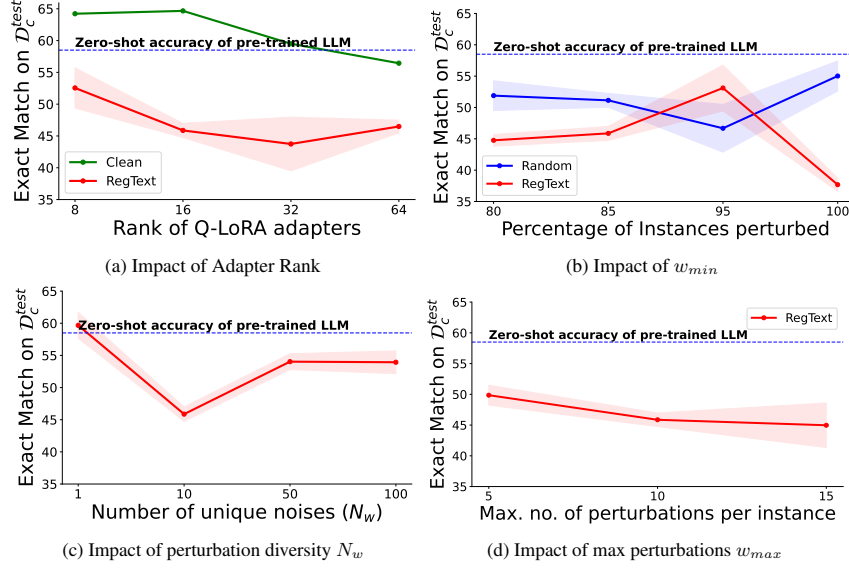 65
60
55
50
45
40
35
Exact Match on 𝒟_c^test
Zero-shot accuracy of pre-trained LLM
Clean
RegText
8 16 32 64
Rank of Q-LoRA adapters
(a) Impact of Adapter Rank
65
60
55
50
45
40
35
Exact Match on 𝒟_c^test
Zero-shot accuracy of pre-trained LLM
Random
RegText
80 85 95 100
Percentage of Instances perturbed
(b) Impact of w_min
65
60
55
50
45
40
35
Exact Match on 𝒟_c^test
Zero-shot accuracy of pre-trained LLM
1 10 50 100
Number of unique noises (N_w)
(c) Impact of perturbation diversity N_w
65
60
55
50
45
40
35
Exact Match on 𝒟_c^test
Zero-shot accuracy of pre-trained LLM
RegText
5 10 15
Max. no. of perturbations per instance
(d) Impact of max perturbations w_max